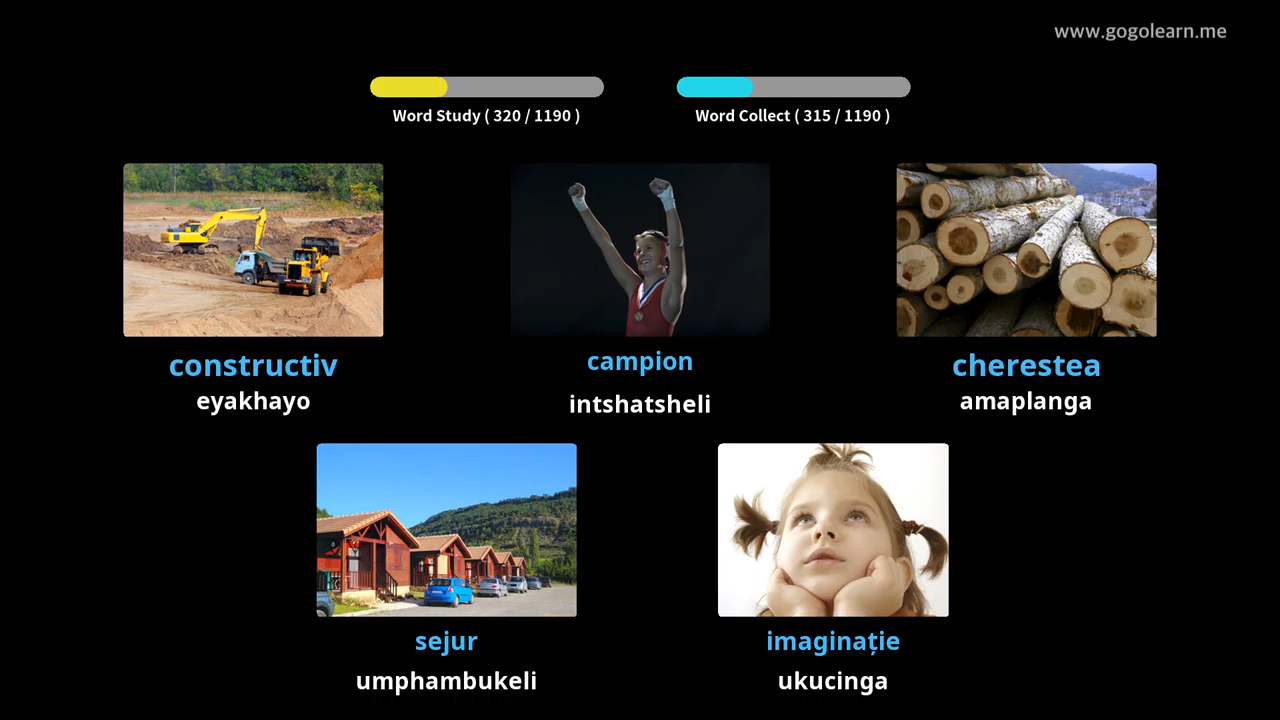 www.gogolearn.me
Word Study ( 320 / 1190 )
Word Collect ( 315 / 1190 )
constructiv
eyakhayo
campion
intshatsheli
cherestea
amaplanga
sejur
umphambukeli
imaginație
ukucinga